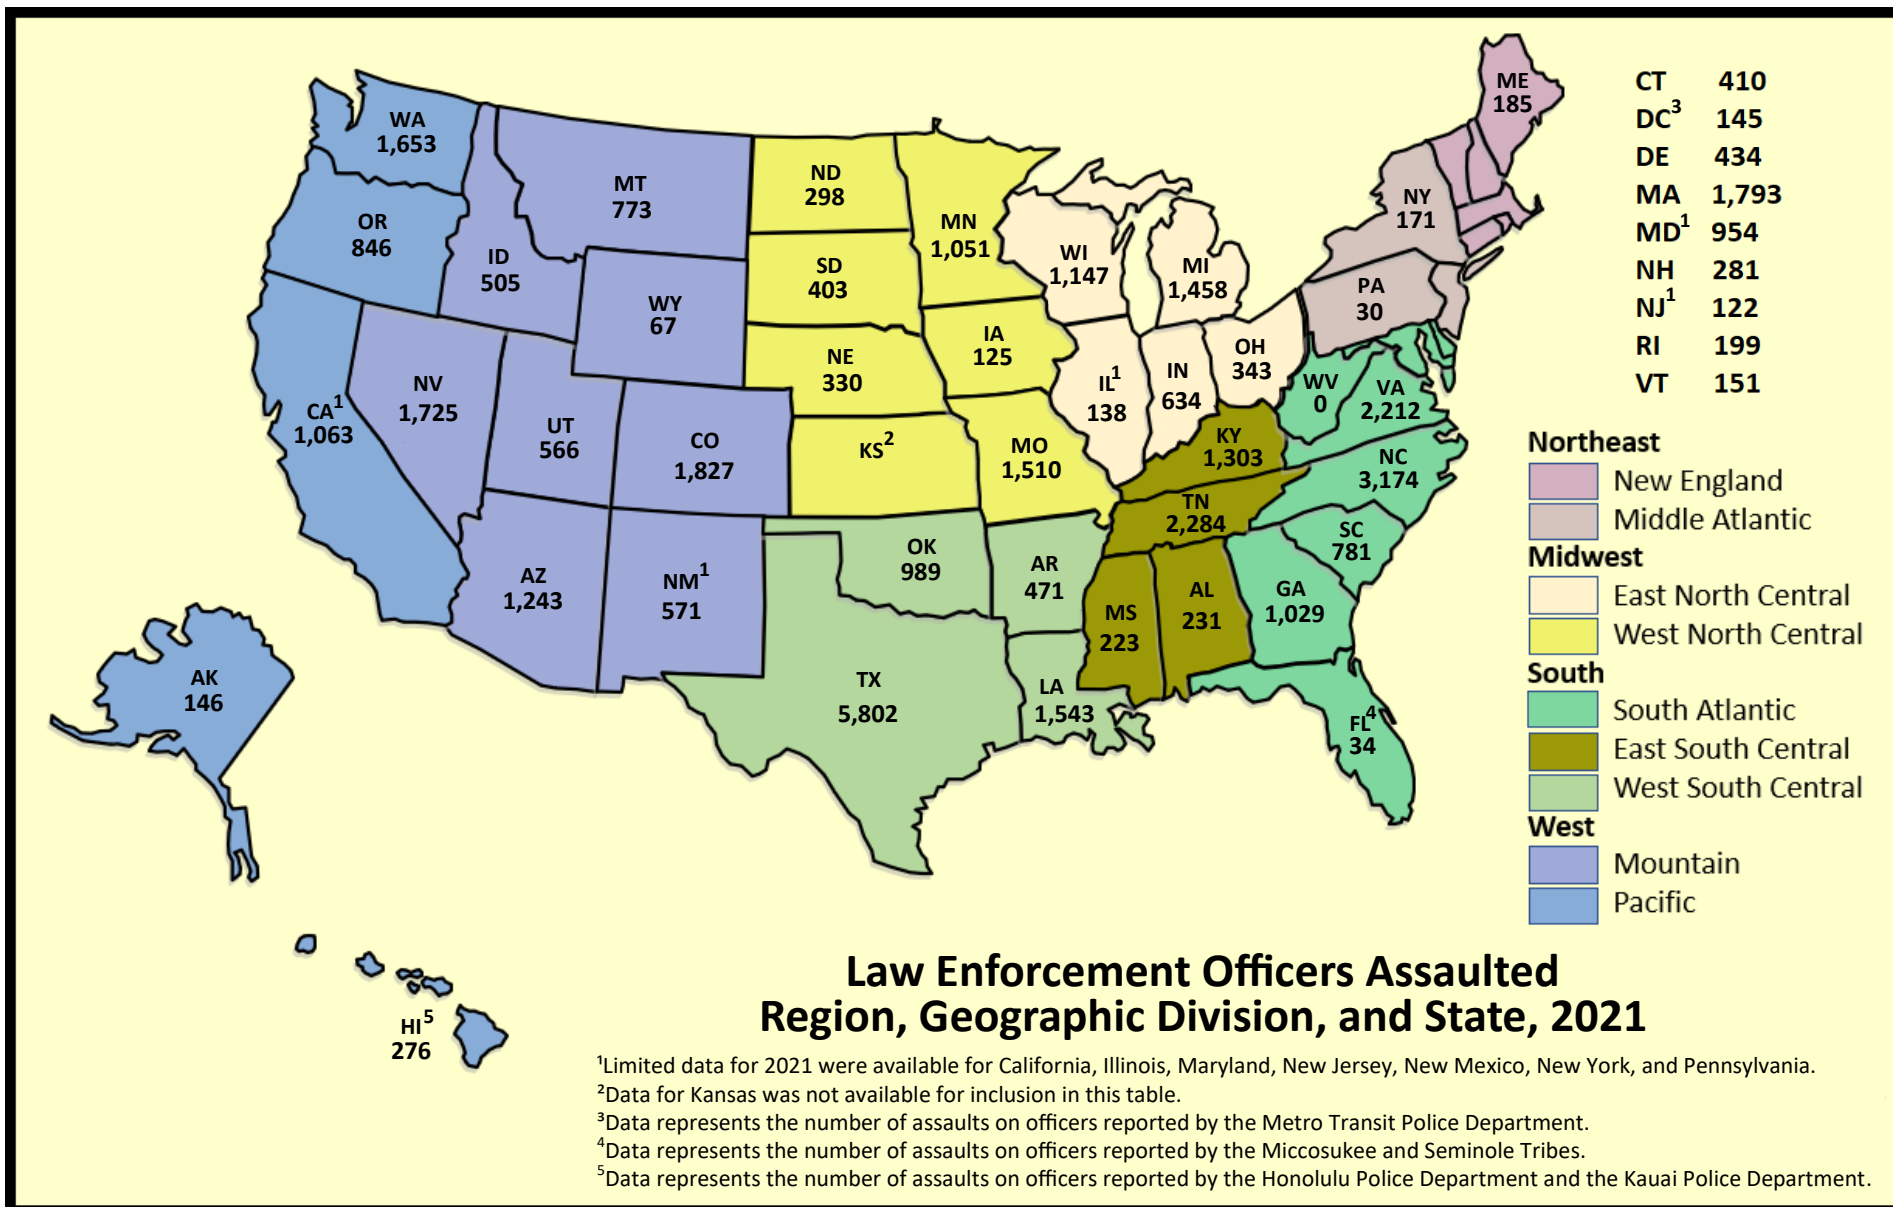 WA
1,653
OR
846
CA¹
1,063
NV
1,725
ID
505
MT
773
WY
67
UT
566
CO
1,827
AZ
1,243
NM¹
571
ND
298
SD
403
NE
330
KS²
MN
1,051
IA
125
MO
1,510
OK
989
AR
471
TX
5,802
LA
1,543
WI
1,147
MI
1,458
IL¹
138
IN
634
OH
343
KY
1,303
TN
2,284
MS
223
AL
231
GA
1,029
FL⁴
34
SC
781
NC
3,174
VA
2,212
WV
0
PA
30
NY
171
ME
185
AK
146
HI⁵
276
CT 410
DC³ 145
DE 434
MA 1,793
MD¹ 954
NH 281
NJ¹ 122
RI 199
VT 151
Northeast
New England
Middle Atlantic
Midwest
East North Central
West North Central
South
South Atlantic
East South Central
West South Central
West
Mountain
Pacific
Law Enforcement Officers Assaulted
Region, Geographic Division, and State, 2021
¹Limited data for 2021 were available for California, Illinois, Maryland, New Jersey, New Mexico, New York, and Pennsylvania.
²Data for Kansas was not available for inclusion in this table.
³Data represents the number of assaults on officers reported by the Metro Transit Police Department.
⁴Data represents the number of assaults on officers reported by the Miccosukee and Seminole Tribes.
⁵Data represents the number of assaults on officers reported by the Honolulu Police Department and the Kauai Police Department.